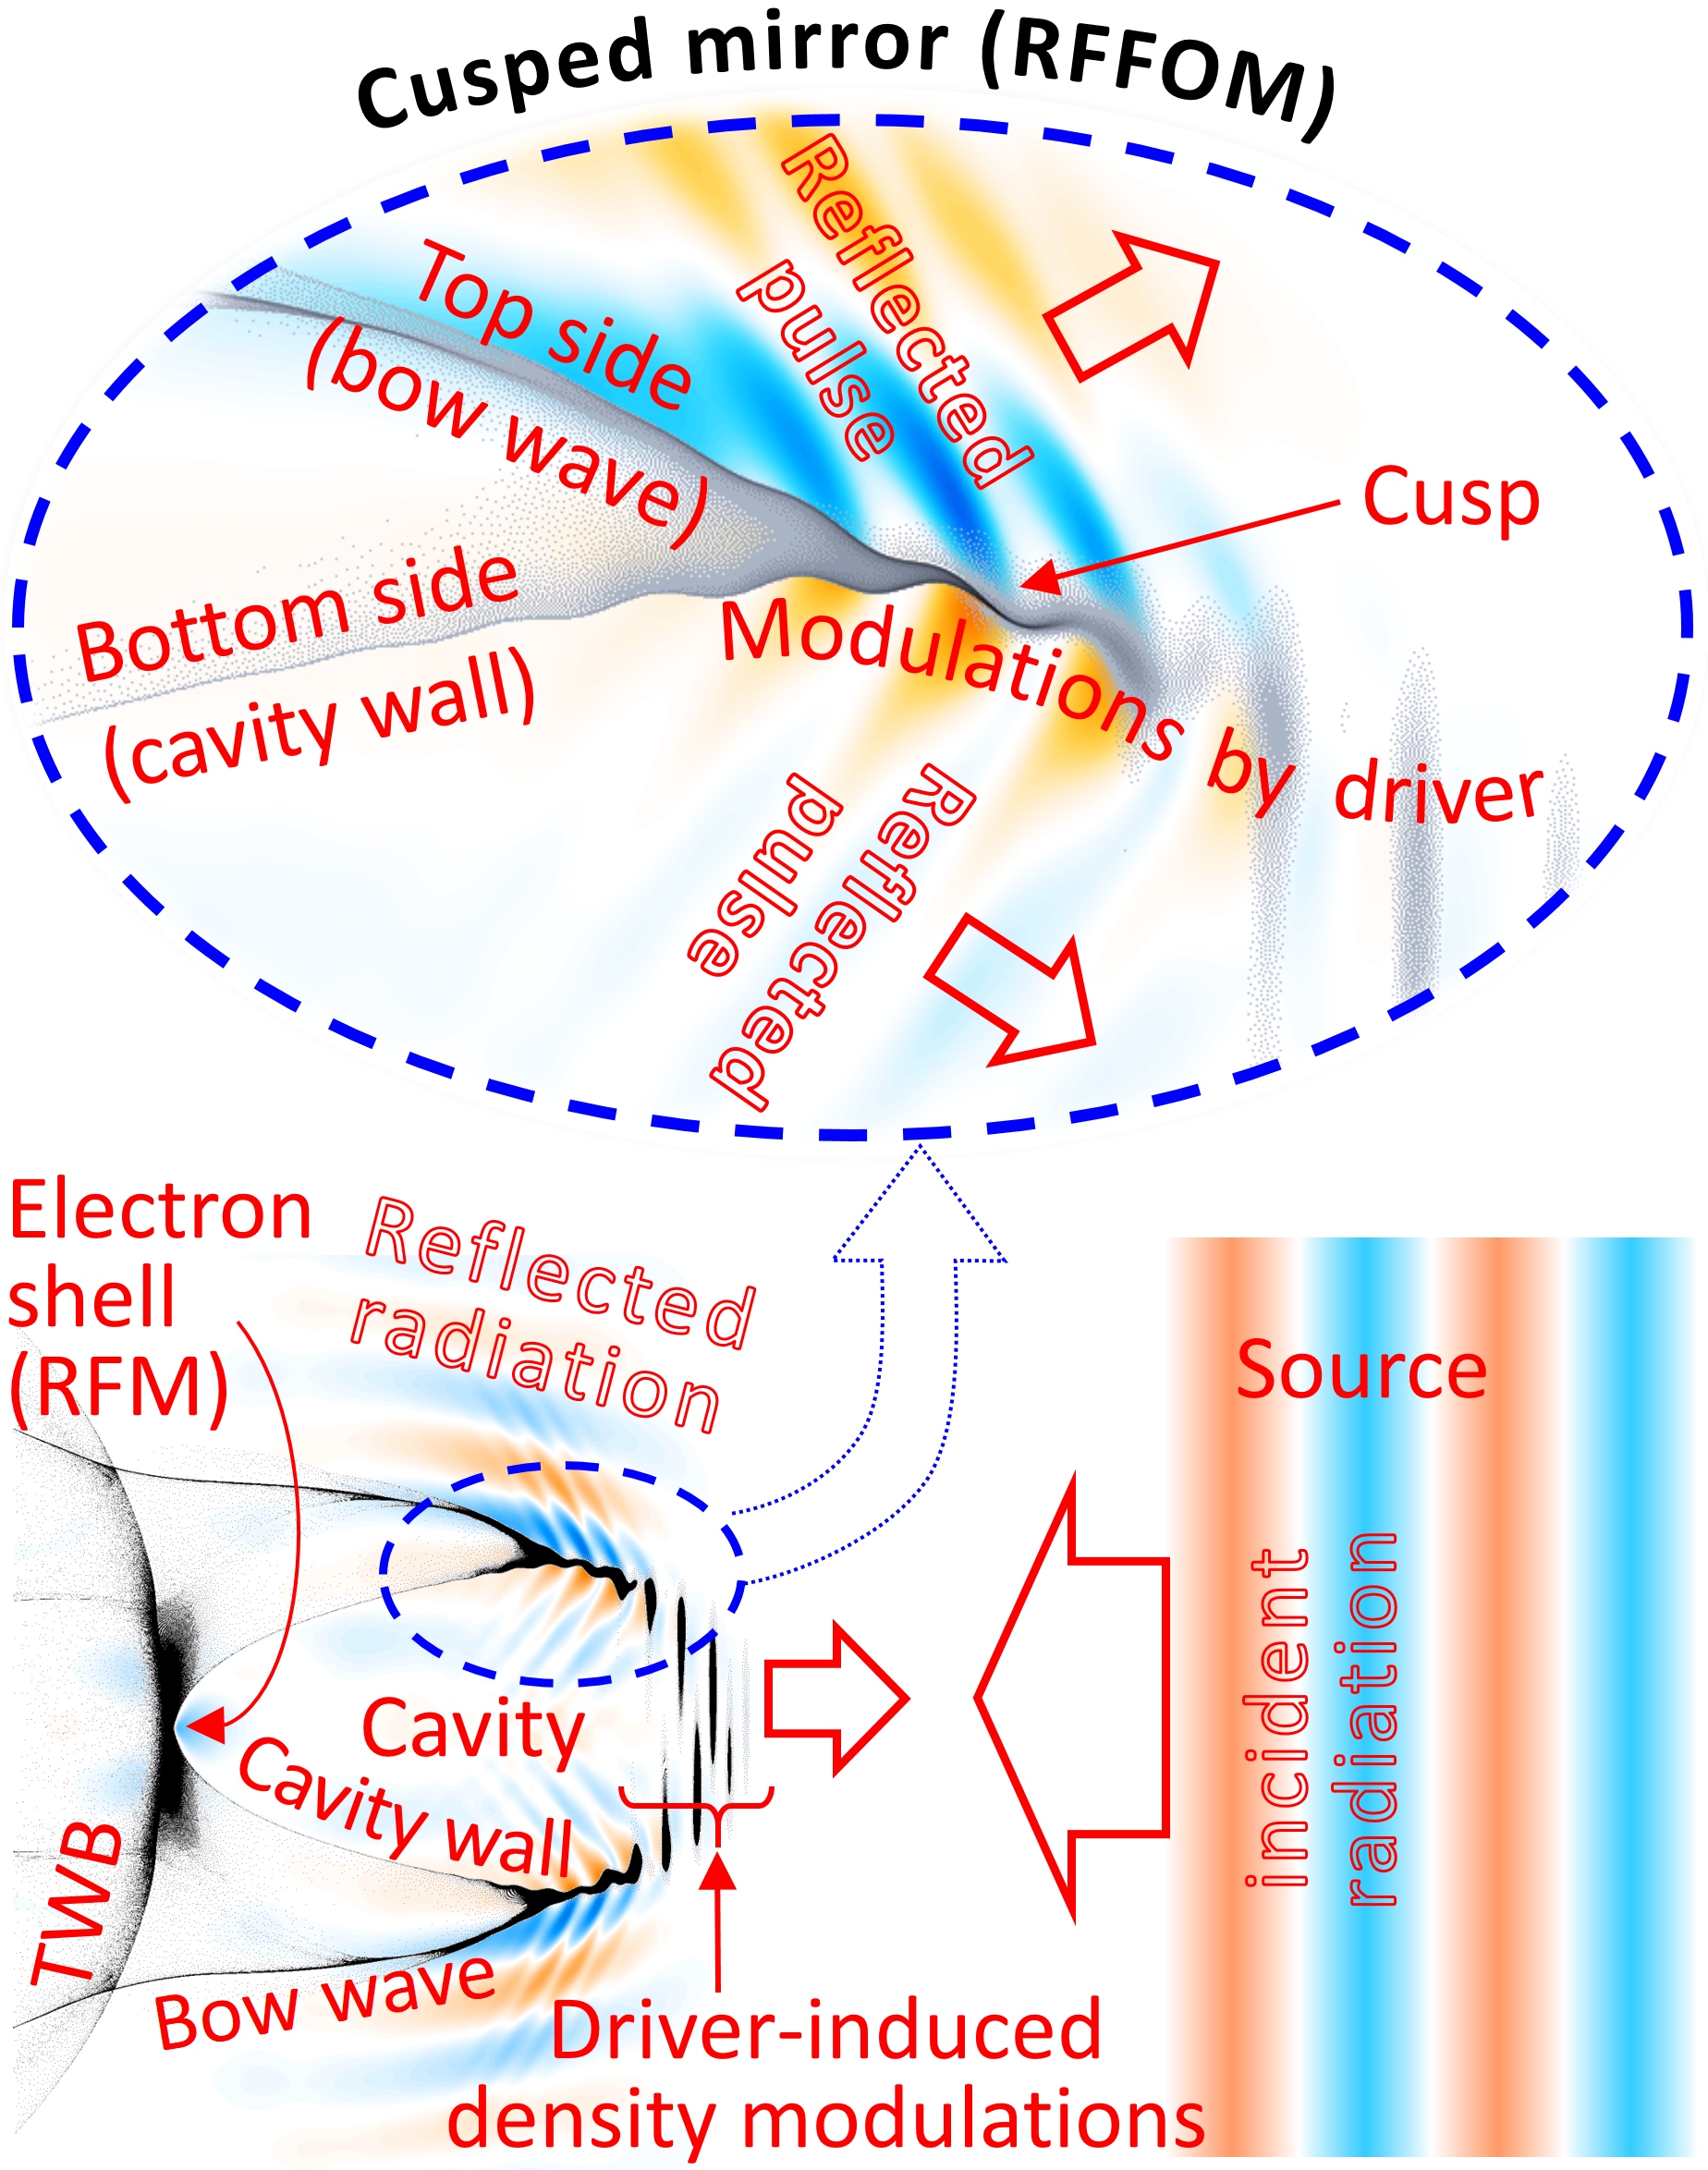 Cusped mirror (RFFOM)
Reflected
pulse
Top side
(bow wave)
Cusp
Bottom side
(cavity wall)
Modulations by driver
Reflected
pulse
Electron
shell
(RFM)
Reflected
radiation
Source
incident
radiation
Cavity
Cavity wall
TWB
Bow wave
Driver-induced
density modulations